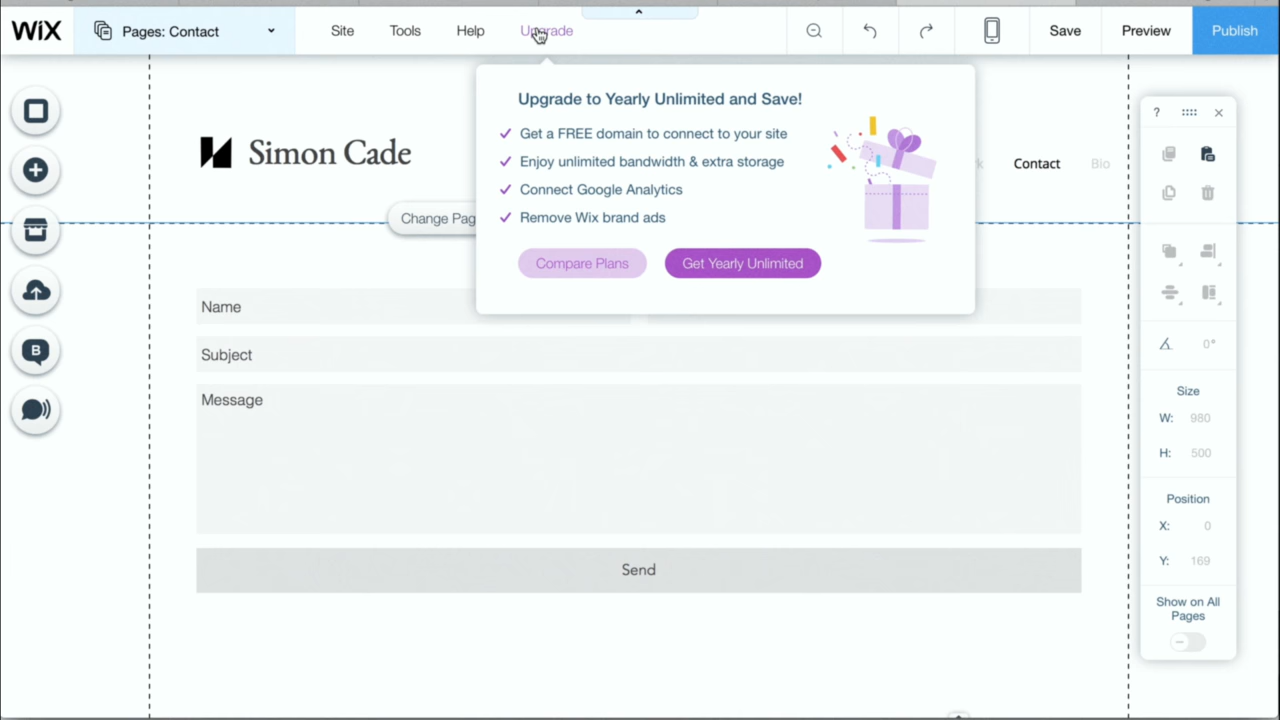 WiX
Pages: Contact
Site
Tools
Help
Upgrade
Save
Preview
Publish
Upgrade to Yearly Unlimited and Save!
Get a FREE domain to connect to your site
Enjoy unlimited bandwidth & extra storage
Connect Google Analytics
Remove Wix brand ads
Compare Plans
Get Yearly Unlimited
Simon Cade
Contact
Bio
Change Pag
Name
Subject
Message
Send
B
?
0°
Size
W: 980
H: 500
Position
X: 0
Y: 169
Show on All
Pages